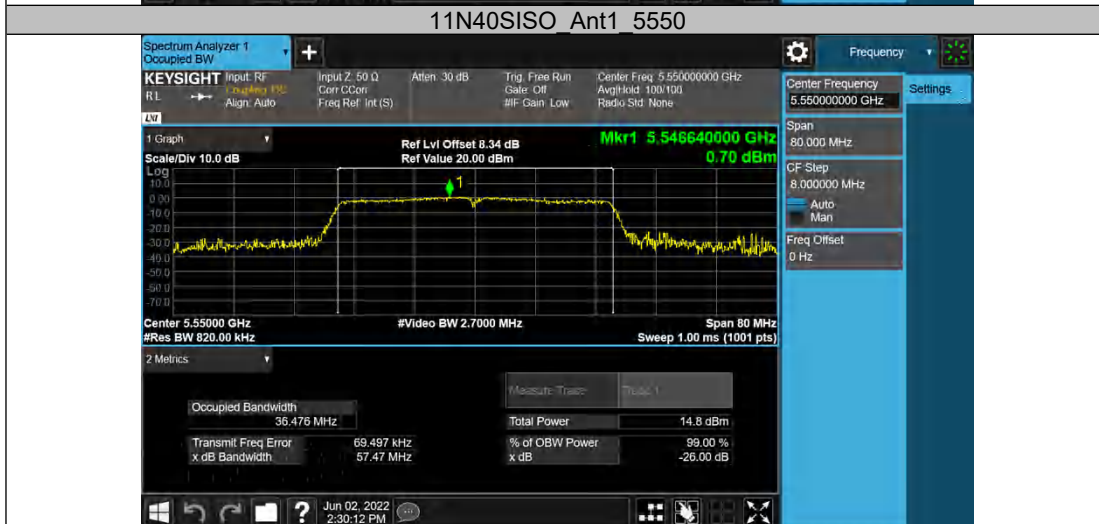 11N40SISO_Ant1_5550
Spectrum Analyzer 1
Occupied BW
Frequency
KEYSIGHT
Input: RF
Input Z: 50 Ω
Atten: 30 dB
Trig: Free Run
Center Freq: 5.550000000 GHz
RL
Corr CCorr
Gate: Off
Avg|Hold: 100/100
Align: Auto
Freq Ref: Int (S)
#IF Gain: Low
Radio Std: None
LXI
Center Frequency
5.550000000 GHz
Settings
Span
80.000 MHz
CF Step
8.000000 MHz
Auto
Man
Freq Offset
0 Hz
1 Graph
Ref Lvl Offset 8.34 dB
Mkr1 5.546640000 GHz
Scale/Div 10.0 dB
Ref Value 20.00 dBm
0.70 dBm
Log
1
10.0
0.00
-10.0
-20.0
-30.0
-40.0
-50.0
-60.0
-70.0
Center 5.55000 GHz
#Video BW 2.7000 MHz
Span 80 MHz
#Res BW 820.00 kHz
Sweep 1.00 ms (1001 pts)
2 Metrics
Measure Trace
Trace 1
Occupied Bandwidth
36.476 MHz
Total Power
14.8 dBm
Transmit Freq Error
69.497 kHz
% of OBW Power
99.00 %
x dB Bandwidth
57.47 MHz
x dB
-26.00 dB
?
Jun 02, 2022
2:30:12 PM